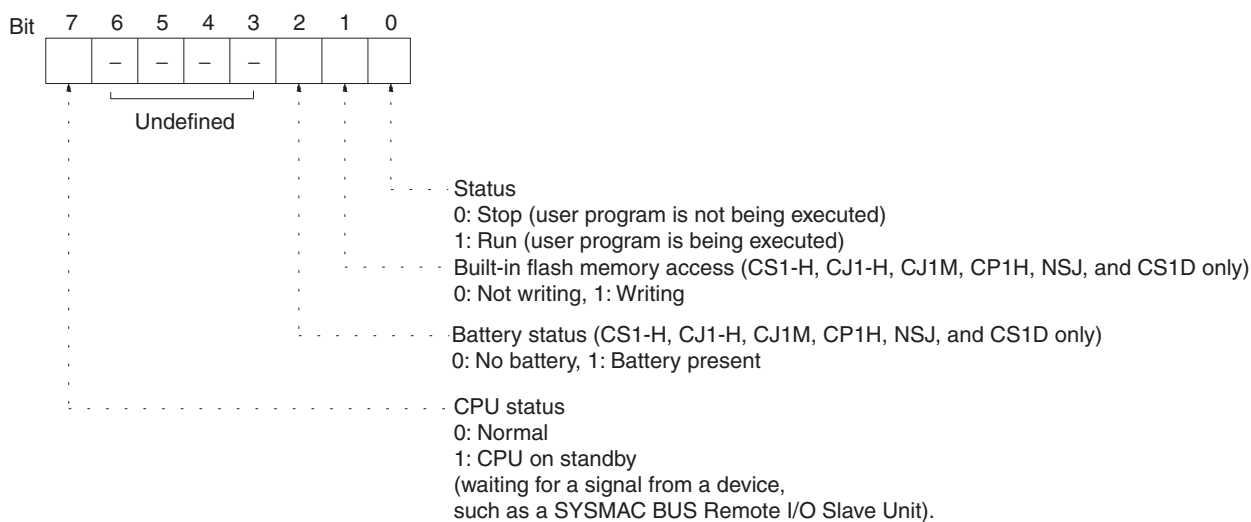 Bit 7 6 5 4 3 2 1 0
– – – –
Undefined
Status
0: Stop (user program is not being executed)
1: Run (user program is being executed)
Built-in flash memory access (CS1-H, CJ1-H, CJ1M, CP1H, NSJ, and CS1D only)
0: Not writing, 1: Writing
Battery status (CS1-H, CJ1-H, CJ1M, CP1H, NSJ, and CS1D only)
0: No battery, 1: Battery present
CPU status
0: Normal
1: CPU on standby
(waiting for a signal from a device,
such as a SYSMAC BUS Remote I/O Slave Unit).